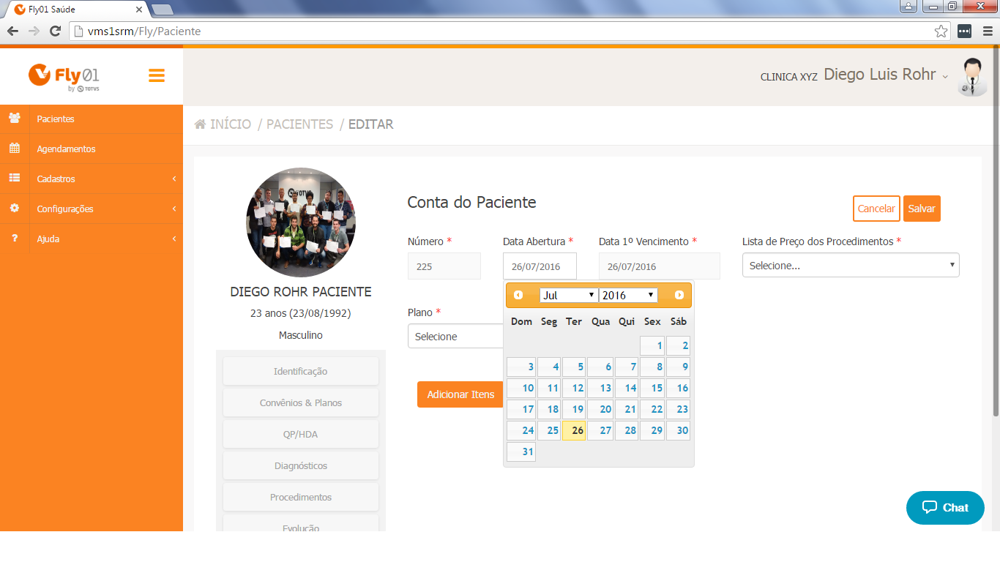 Fly01 Saúde
vms1srm/Fly/Paciente
Fly01
by TOTVS
CLINICA XYZ Diego Luis Rohr
Pacientes
Agendamentos
Cadastros
Configurações
? Ajuda
INÍCIO / PACIENTES / EDITAR
TOTVS
DIEGO ROHR PACIENTE
23 anos (23/08/1992)
Masculino
Identificação
Convênios & Planos
QP/HDA
Diagnósticos
Procedimentos
Evolução
Conta do Paciente
Cancelar
Salvar
Número * Data Abertura * Data 1º Vencimento * Lista de Preço dos Procedimentos *
225 26/07/2016 26/07/2016 Selecione...
Plano *
Selecione
Adicionar Itens
Jul 2016
Dom Seg Ter Qua Qui Sex Sáb
1 2
3 4 5 6 7 8 9
10 11 12 13 14 15 16
17 18 19 20 21 22 23
24 25 26 27 28 29 30
31
Chat